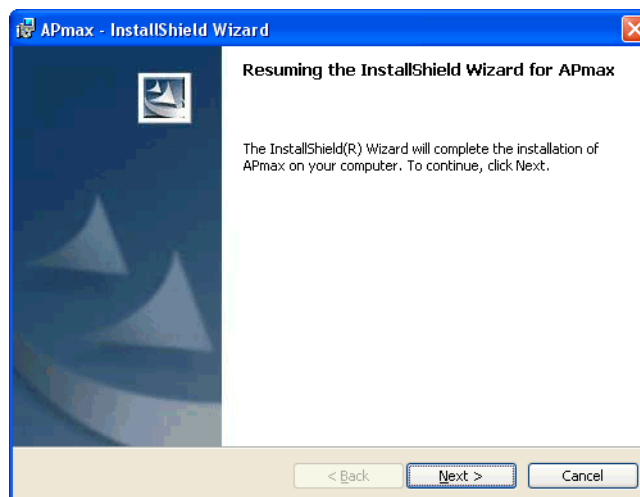 APmax - InstallShield Wizard
Resuming the InstallShield Wizard for APmax
The InstallShield(R) Wizard will complete the installation of
APmax on your computer. To continue, click Next.
< Back Next > Cancel